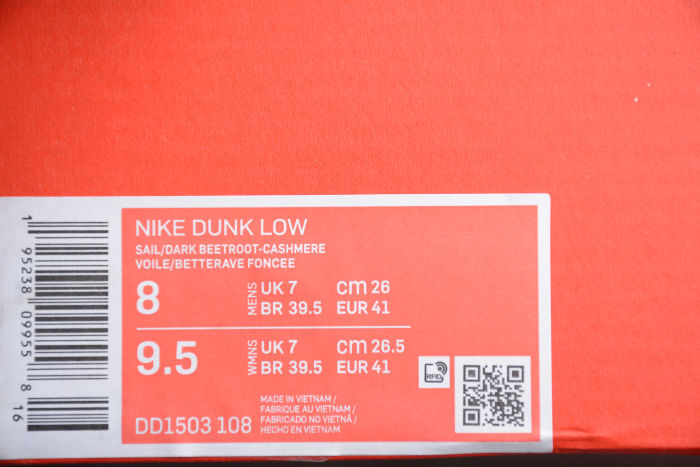 NIKE DUNK LOW
SAIL/DARK BEETROOT-CASHMERE
VOILE/BETTERAVE FONCEE
8 MENS UK 7 cm 26
BR 39.5 EUR 41
9.5 WMNS UK 7 cm 26.5
BR 39.5 EUR 41
RFID
DD1503 108
MADE IN VIETNAM /
FABRIQUE AU VIETNAM /
FABRICADO NO VIETNÃ /
HECHO EN VIETNAM
1 95238 09955 8 16